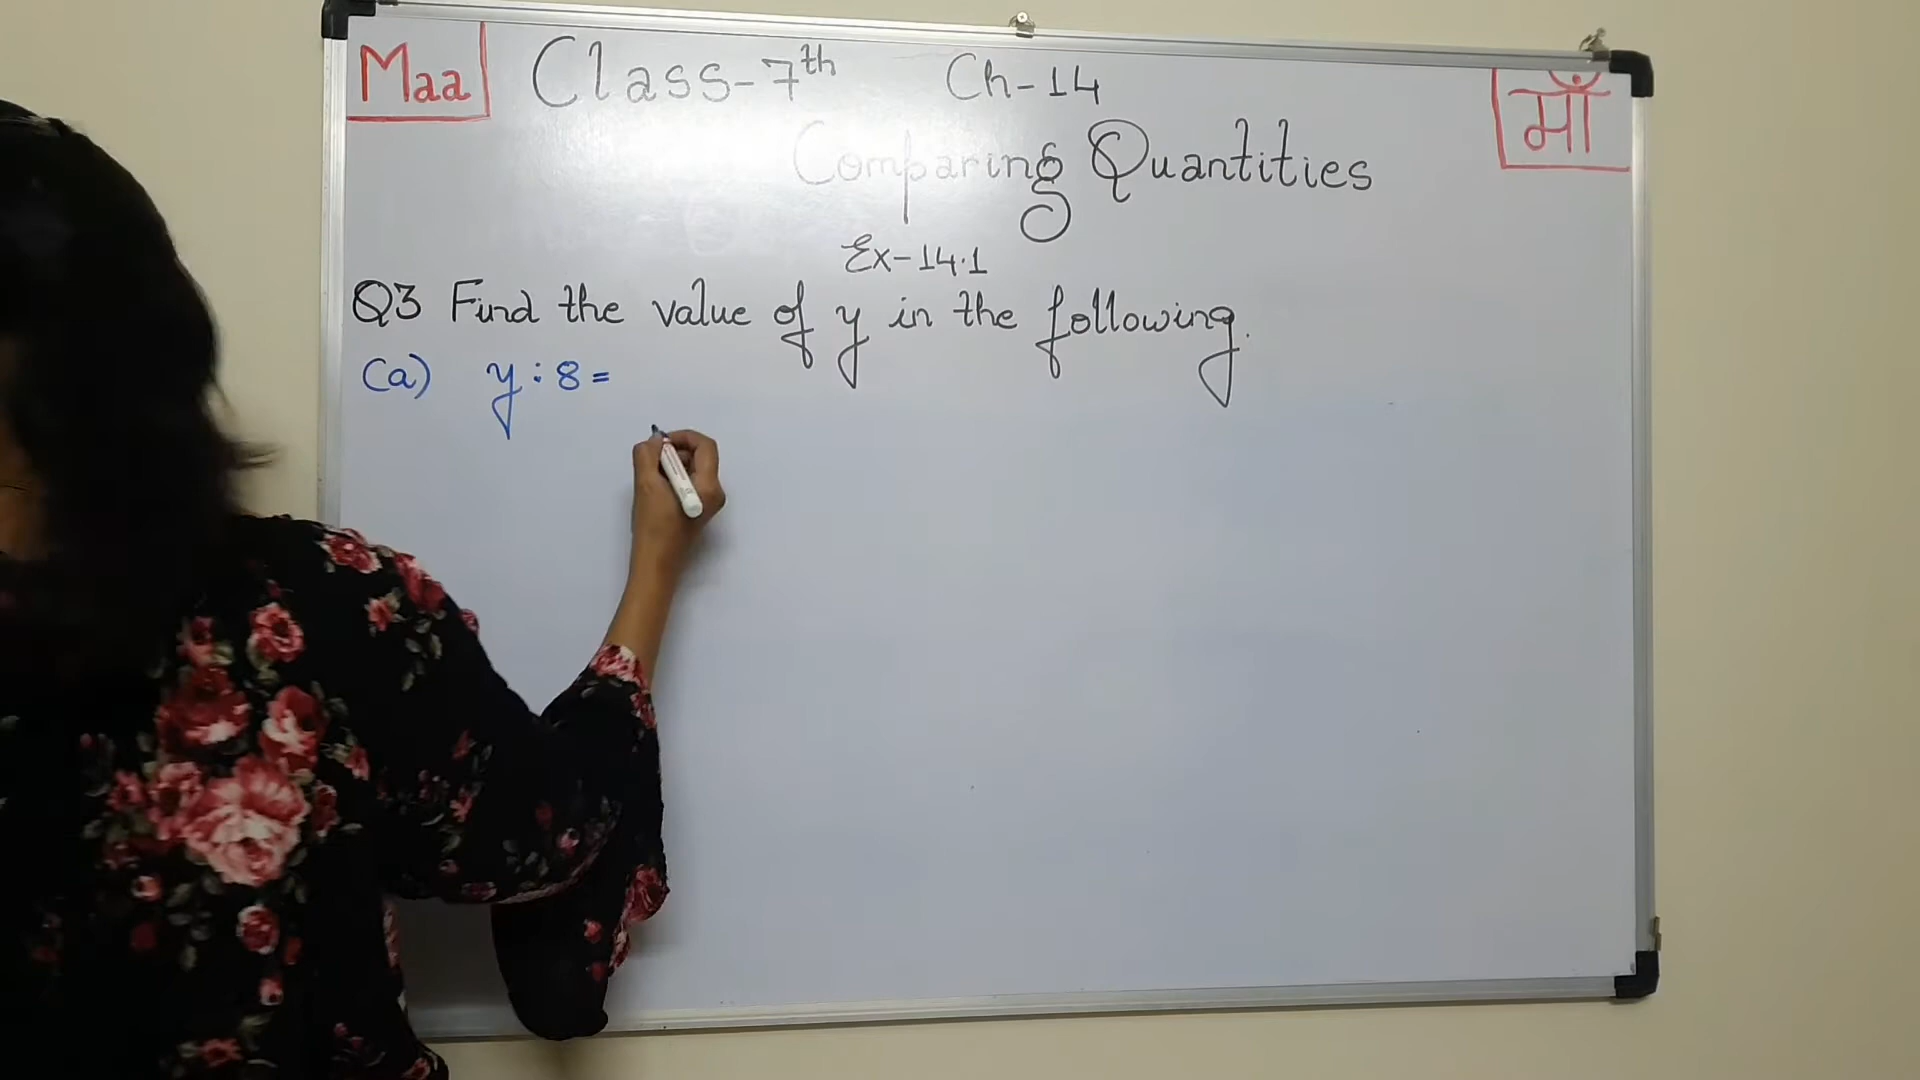 Maa Class-7th Ch-14 माँ
Comparing Quantities
Ex-14.1
Q3 Find the value of y in the following.
(a) y:8=